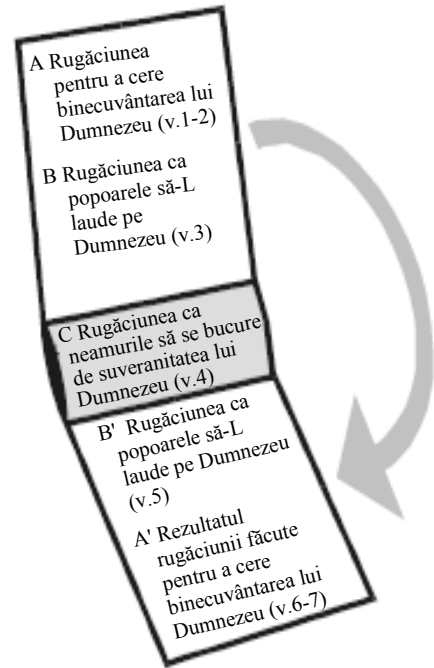 A Rugăciunea
pentru a cere
binecuvântarea lui
Dumnezeu (v.1-2)
B Rugăciunea ca
popoarele să-L
laude pe
Dumnezeu (v.3)
C Rugăciunea ca
neamurile să se bucure
de suveranitatea lui
Dumnezeu (v.4)
B' Rugăciunea ca
popoarele să-L
laude pe Dumnezeu
(v.5)
A' Rezultatul
rugăciunii făcute
pentru a cere
binecuvântarea lui
Dumnezeu (v.6-7)